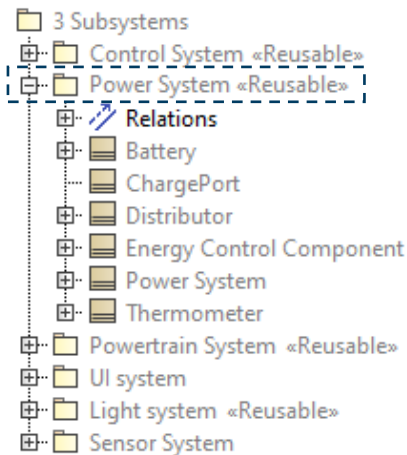 3 Subsystems
Control System «Reusable»
Power System «Reusable»
Relations
Battery
ChargePort
Distributor
Energy Control Component
Power System
Thermometer
Powertrain System «Reusable»
UI system
Light system «Reusable»
Sensor System